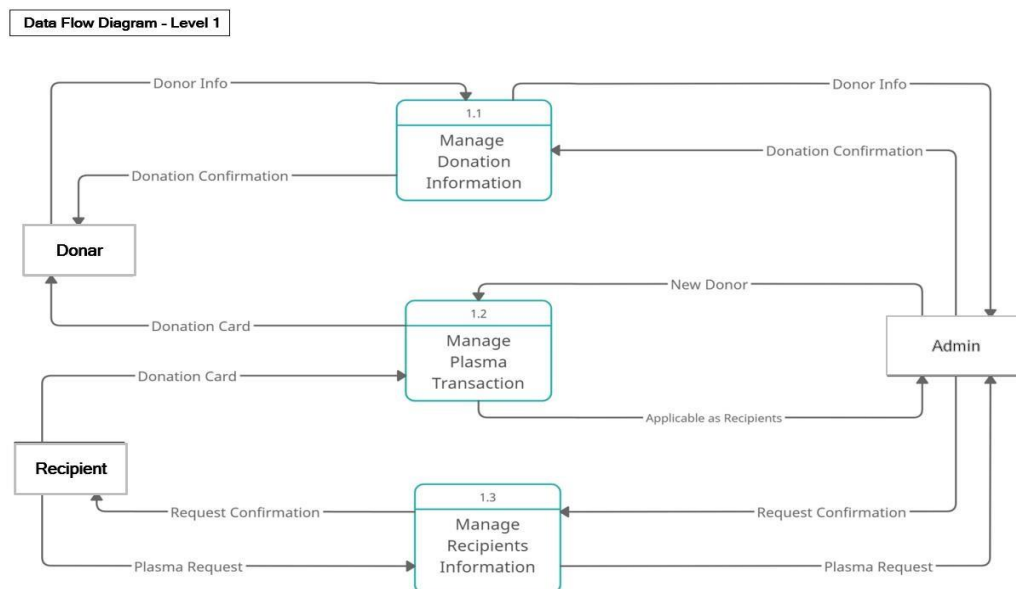 Data Flow Diagram - Level 1
Donor Info
Donor Info
1.1
Manage
Donation
Information
Donation Confirmation
Donation Confirmation
Donar
New Donor
1.2
Manage
Plasma
Transaction
Donation Card
Admin
Donation Card
Applicable as Recipients
Recipient
1.3
Manage
Recipients
Information
Request Confirmation
Request Confirmation
Plasma Request
Plasma Request